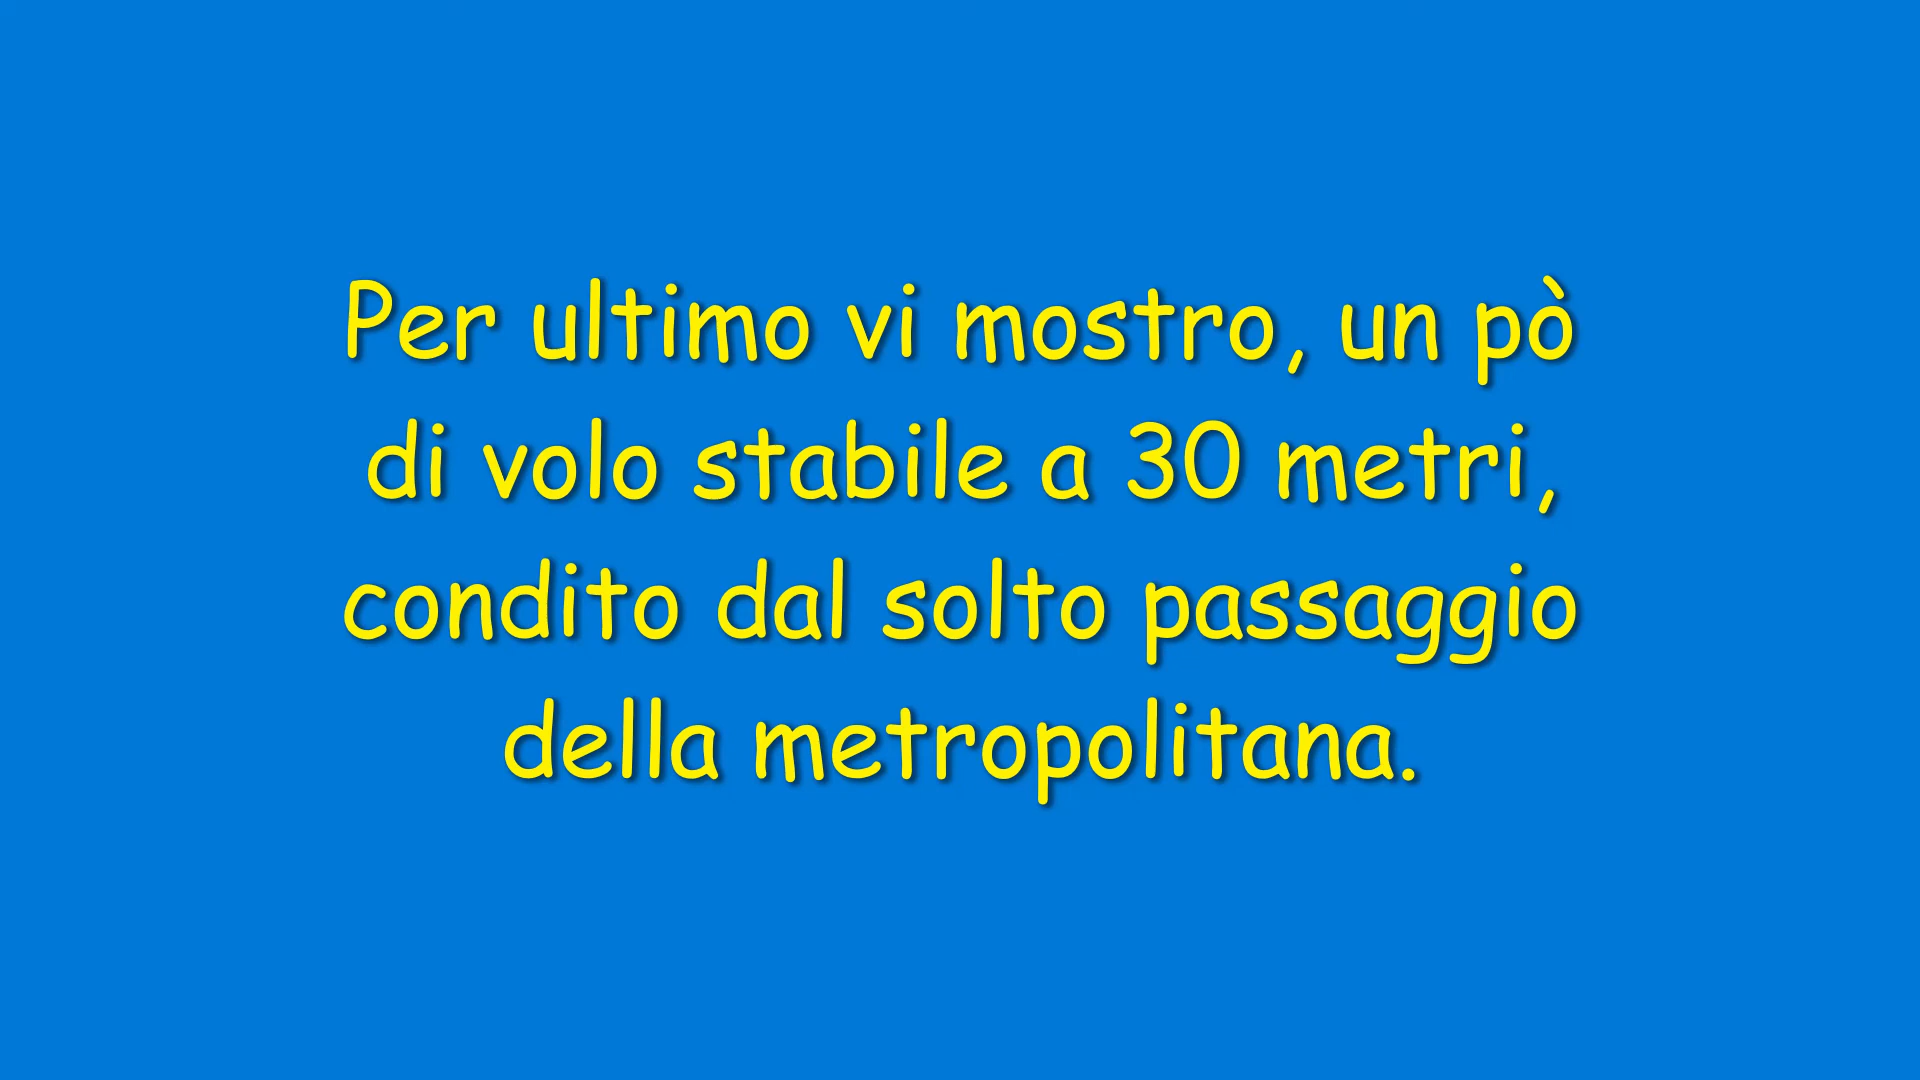 Per ultimo vi mostro, un pò
di volo stabile a 30 metri,
condito dal solto passaggio
della metropolitana.